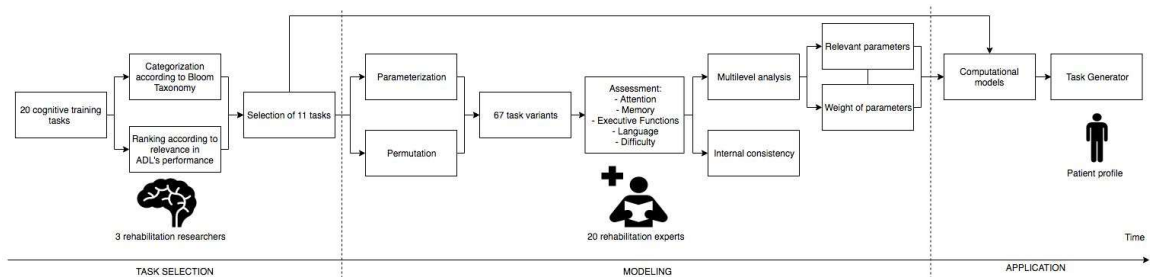 20 cognitive training
tasks
Categorization
according to Bloom
Taxonomy
Ranking according to
relevance in
ADL's performance
3 rehabilitation researchers
Selection of 11 tasks
Parameterization
Permutation
67 task variants
Assessment:
- Attention
- Memory
- Executive Functions
- Language
- Difficulty
20 rehabilitation experts
Multilevel analysis
Internal consistency
Relevant parameters
Weight of parameters
Computational
models
Task Generator
Patient profile
Time
TASK SELECTION
MODELING
APPLICATION